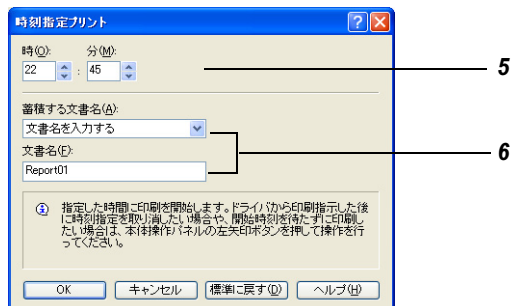 時刻指定プリント
時(O): 分(M):
22 : 45
5
蓄積する文書名(A):
文書名を入力する
6
文書名(F):
Report01
指定した時間に印刷を開始します。ドライバから印刷指示した後
に時刻指定を取り消したい場合や、開始時刻を待たずに印刷し
たい場合は、本体操作パネルの左矢印ボタンを押して操作を行
ってください。
OK キャンセル 標準に戻す(D) ヘルプ(H)